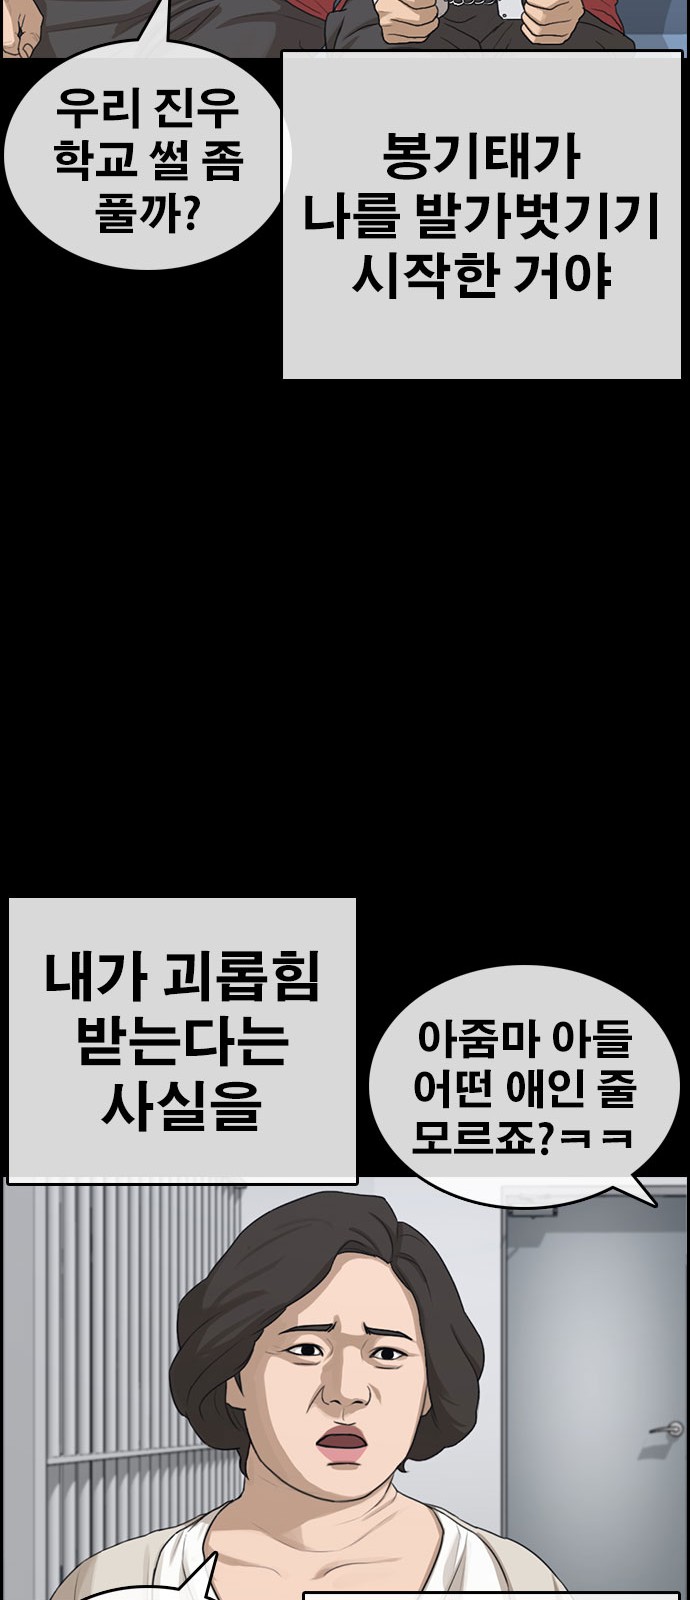 우리 진우
학교 썰 좀
풀까?
봉기태가
나를 발가벗기기
시작한 거야
내가 괴롭힘
받는다는
사실을
아줌마 아들
어떤 애인 줄
모르죠?ㅋㅋ